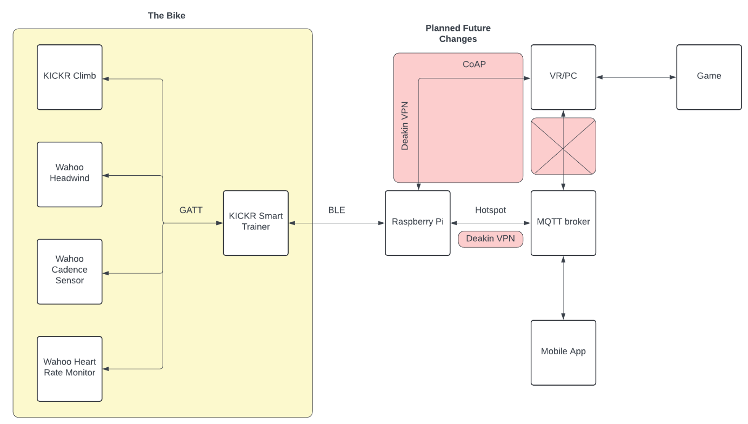 The Bike
Planned Future
Changes
KICKR Climb
CoAP
VR/PC
Game
Deakin VPN
Wahoo
Headwind
GATT
KICKR Smart
Trainer
BLE
Raspberry Pi
Hotspot
Deakin VPN
MQTT broker
Wahoo
Cadence
Sensor
Mobile App
Wahoo Heart
Rate Monitor